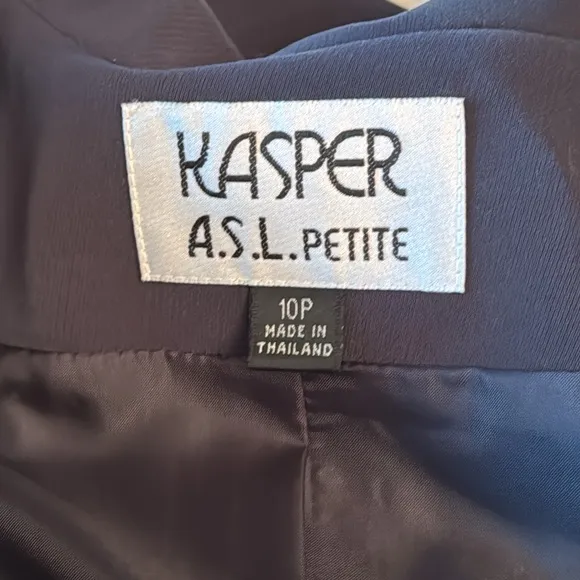 KASPER
A.S.L. PETITE
10P
MADE IN
THAILAND